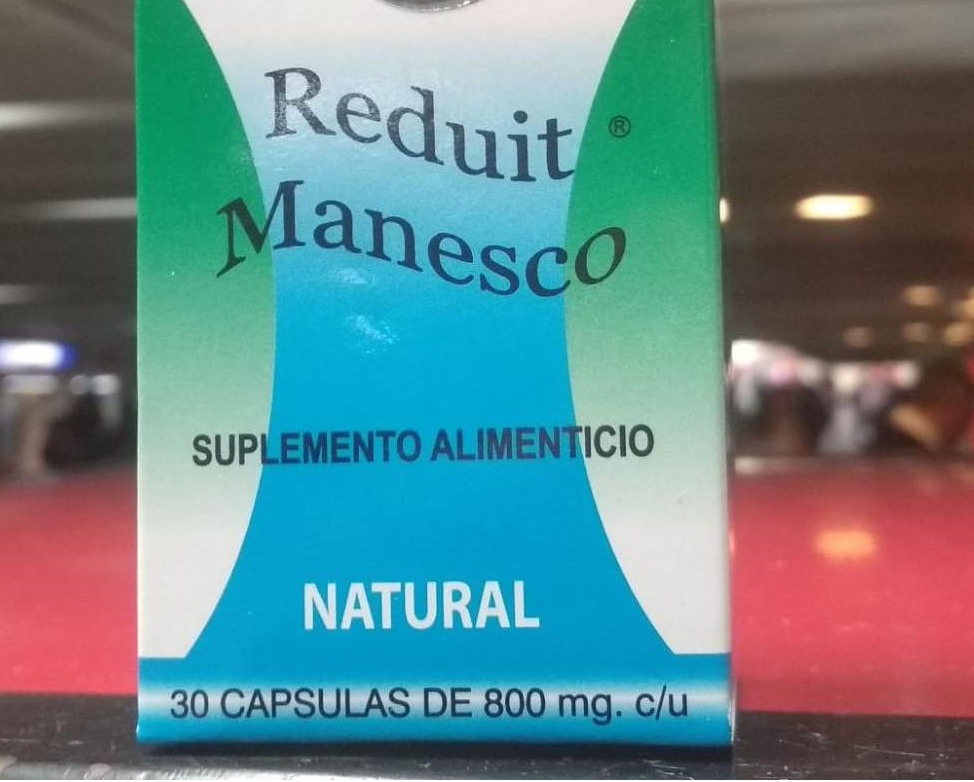 Reduit ®
Manesco
SUPLEMENTO ALIMENTICIO
NATURAL
30 CAPSULAS DE 800 mg. c/u